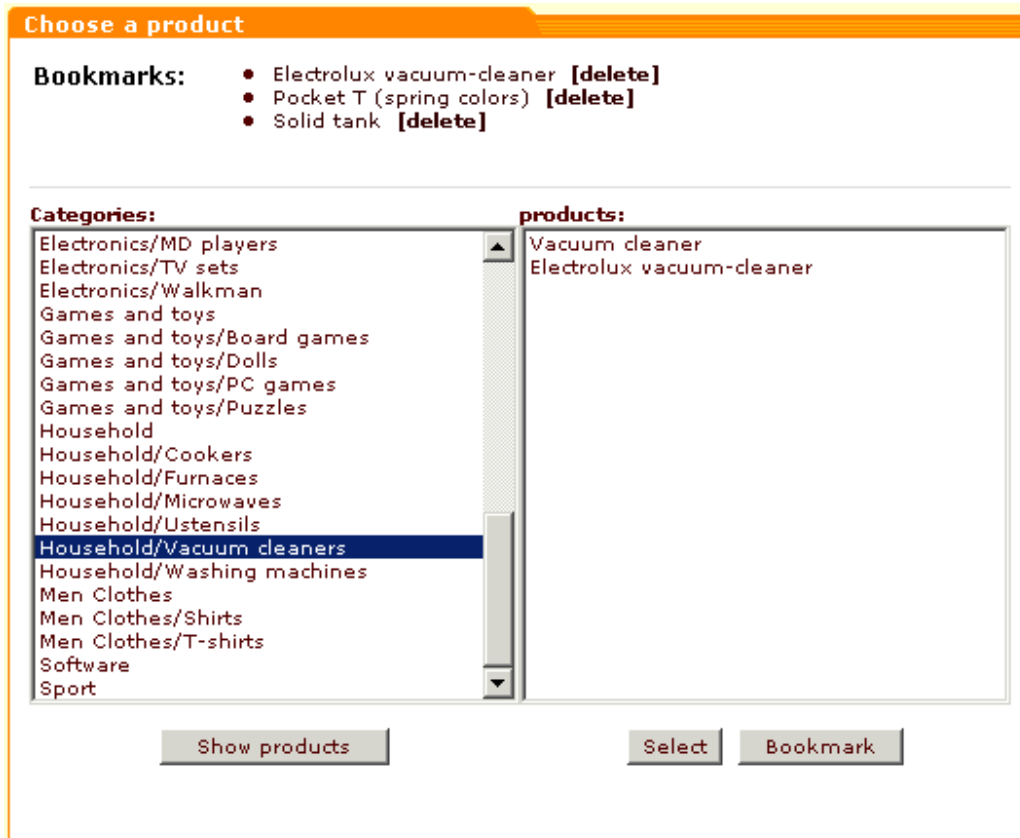 Choose a product
Bookmarks:
Electrolux vacuum-cleaner [delete]
Pocket T (spring colors) [delete]
Solid tank [delete]
Categories:
Electronics/MD players
Electronics/TV sets
Electronics/Walkman
Games and toys
Games and toys/Board games
Games and toys/Dolls
Games and toys/PC games
Games and toys/Puzzles
Household
Household/Cookers
Household/Furnaces
Household/Microwaves
Household/Ustensils
Household/Vacuum cleaners
Household/Washing machines
Men Clothes
Men Clothes/Shirts
Men Clothes/T-shirts
Software
Sport
products:
Vacuum cleaner
Electrolux vacuum-cleaner
Show products
Select
Bookmark